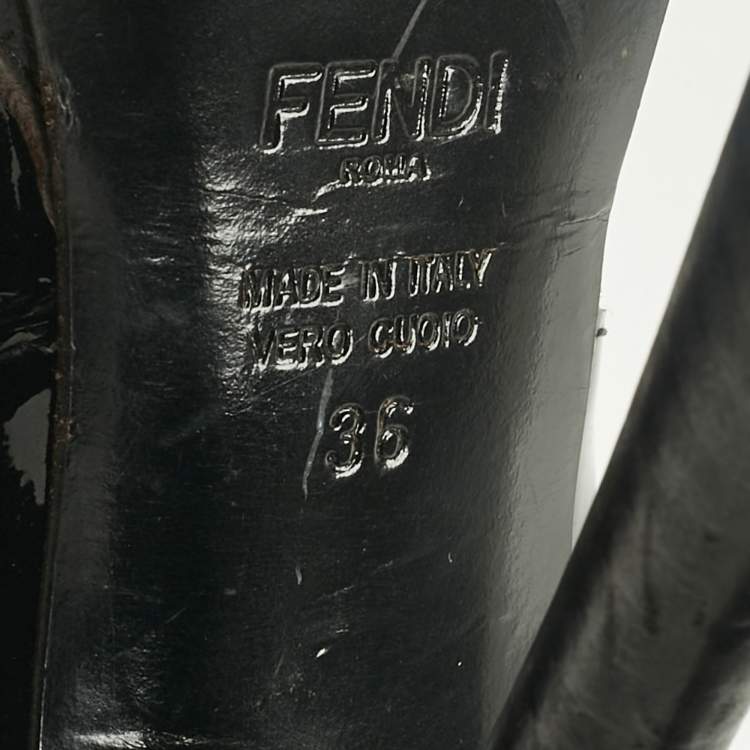 FENDI
ROMA
MADE IN ITALY
VERO CUOIO
36